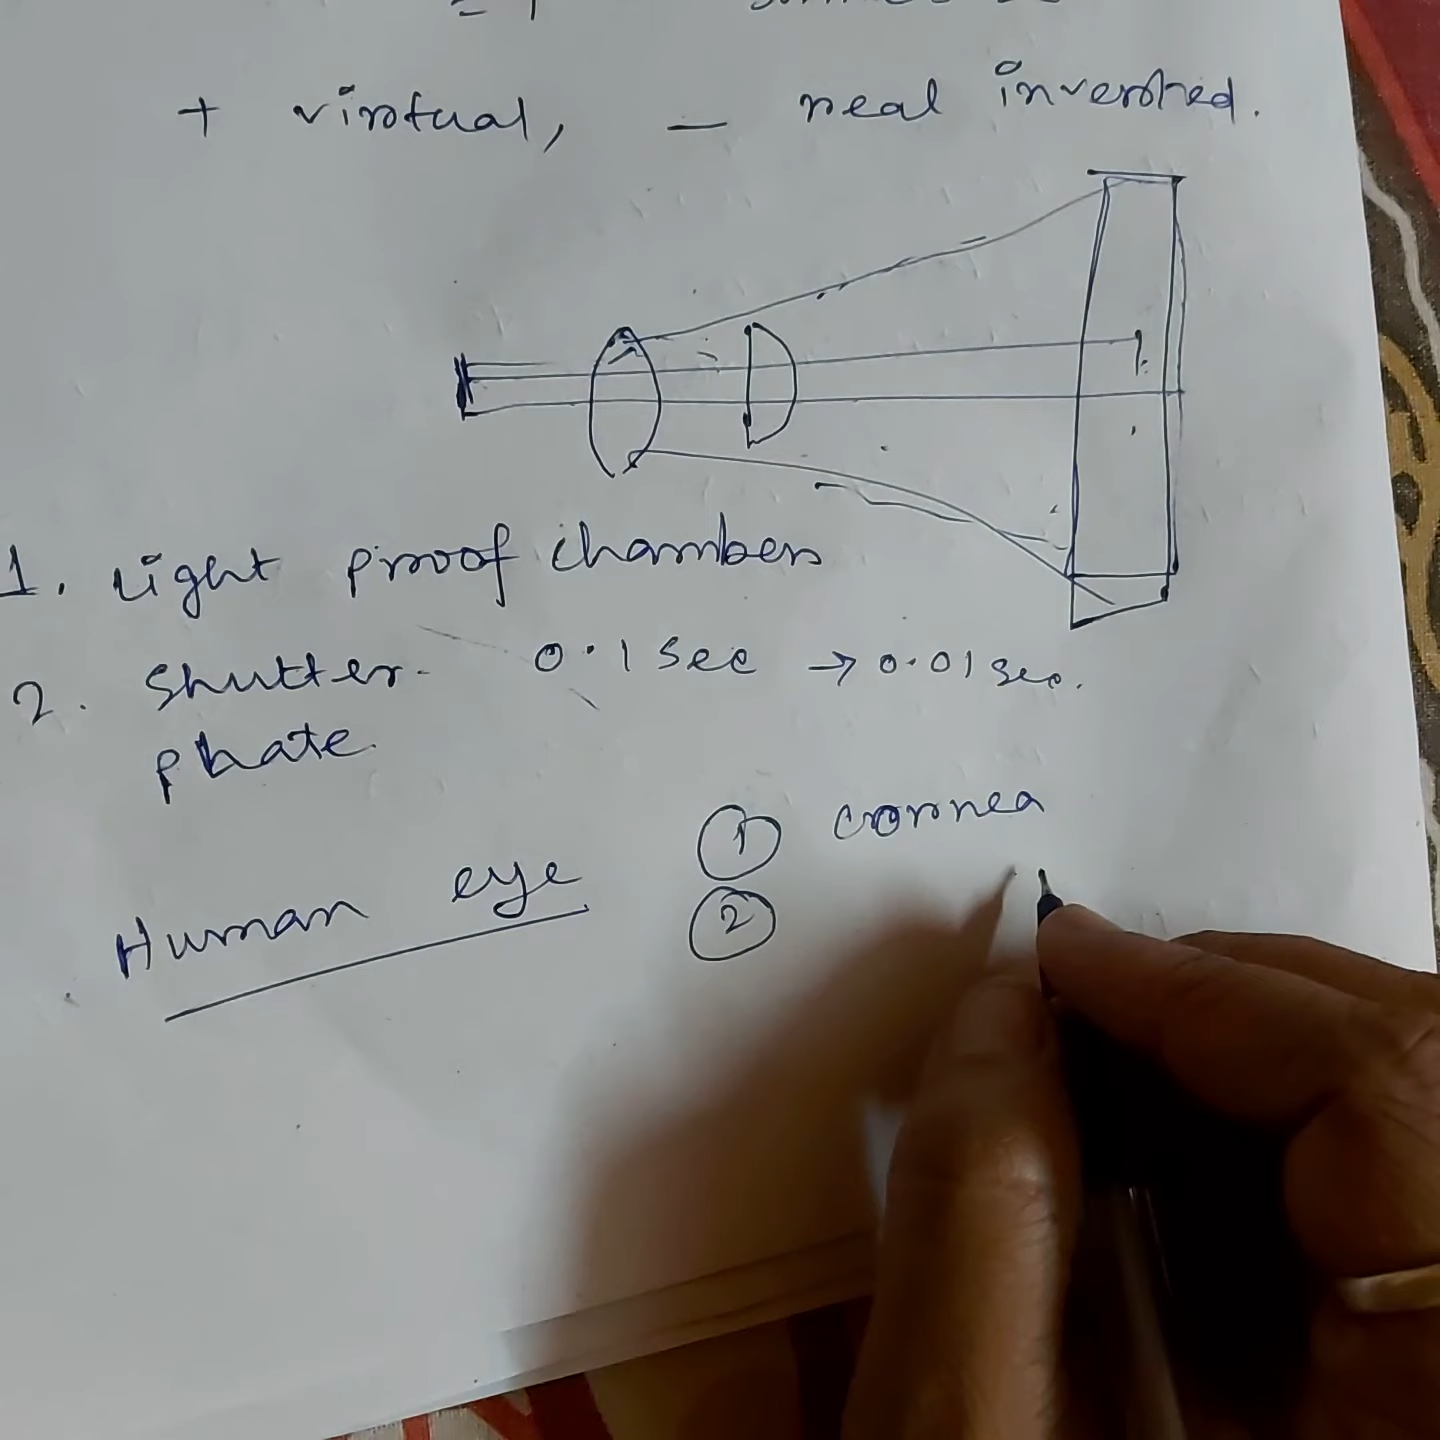 + virtual, — real inverted.
1. Light proof chamber
2. Shutter. 0.1 sec → 0.01 sec.
plate.
Human eye
① cornea
②